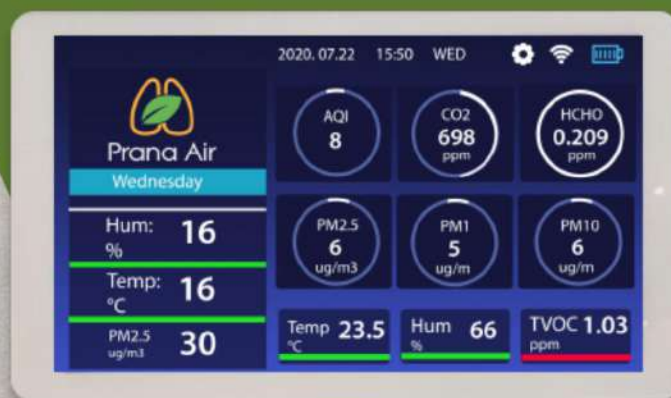 2020. 07.22 15:50 WED
Prana Air
Wednesday
Hum: 16
%
Temp: 16
°C
PM2.5 30
ug/m3
AQI
8
CO2
698
ppm
HCHO
0.209
ppm
PM2.5
6
ug/m3
PM1
5
ug/m
PM10
6
ug/m
Temp 23.5
°C
Hum 66
%
TVOC 1.03
ppm